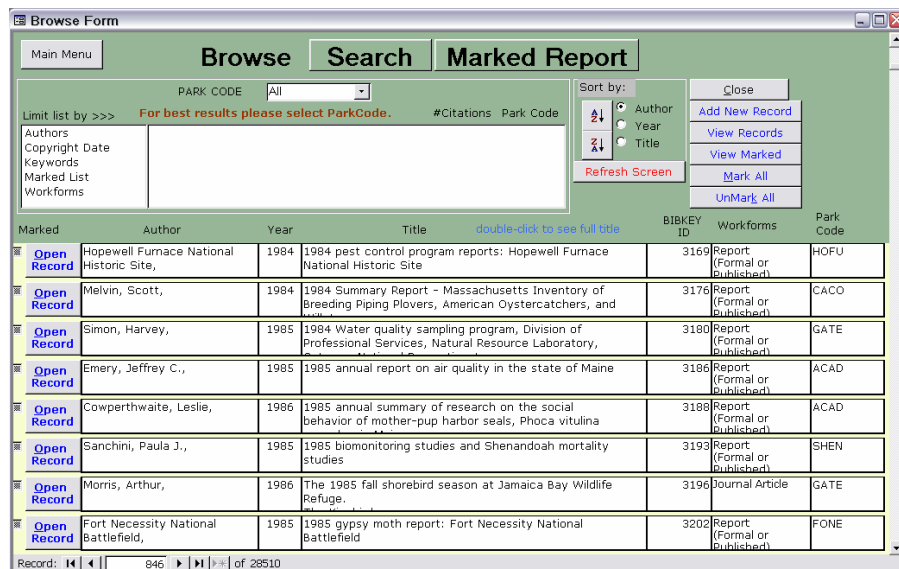 Browse Form
Main Menu
Browse Search Marked Report
PARK CODE All
Sort by:
Close
Limit list by >>> For best results please select ParkCode. #Citations Park Code
Author
Year
Title
Add New Record
View Records
View Marked
Mark All
UnMark All
Refresh Screen
Authors
Copyright Date
Keywords
Marked List
Workforms
Marked Author Year Title double-click to see full title BIBKEY ID Workforms Park Code
Open Record Hopewell Furnace National Historic Site, 1984 1984 pest control program reports: Hopewell Furnace National Historic Site 3169 Report (Formal or Published) HOFU
Open Record Melvin, Scott, 1984 1984 Summary Report - Massachusetts Inventory of Breeding Piping Plovers, American Oystercatchers, and 3176 Report (Formal or Published) CACO
Open Record Simon, Harvey, 1985 1984 Water quality sampling program, Division of Professional Services, Natural Resource Laboratory, 3180 Report (Formal or Published) GATE
Open Record Emery, Jeffrey C., 1985 1985 annual report on air quality in the state of Maine 3186 Report (Formal or Published) ACAD
Open Record Cowperthwaite, Leslie, 1986 1985 annual summary of research on the social behavior of mother-pup harbor seals, Phoca vitulina 3188 Report (Formal or Published) ACAD
Open Record Sanchini, Paula J., 1985 1985 biomonitoring studies and Shenandoah mortality studies 3193 Report (Formal or Published) SHEN
Open Record Morris, Arthur, 1986 The 1985 fall shorebird season at Jamaica Bay Wildlife Refuge. 3196 Journal Article GATE
Open Record Fort Necessity National Battlefield, 1985 1985 gypsy moth report: Fort Necessity National Battlefield 3202 Report (Formal or Published) FONE
Record: 846 of 28510